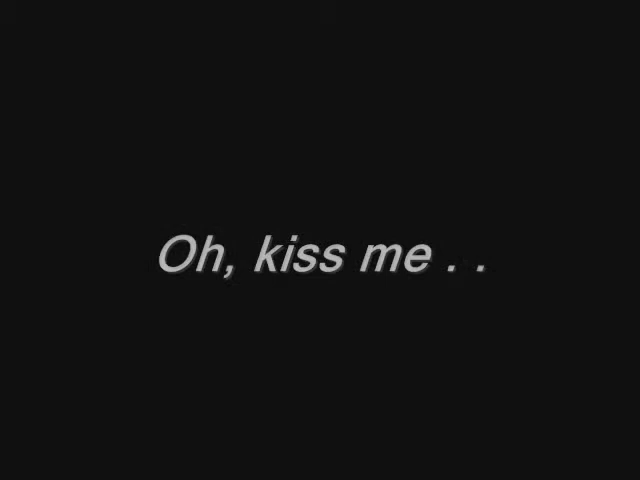 Oh, kiss me . .